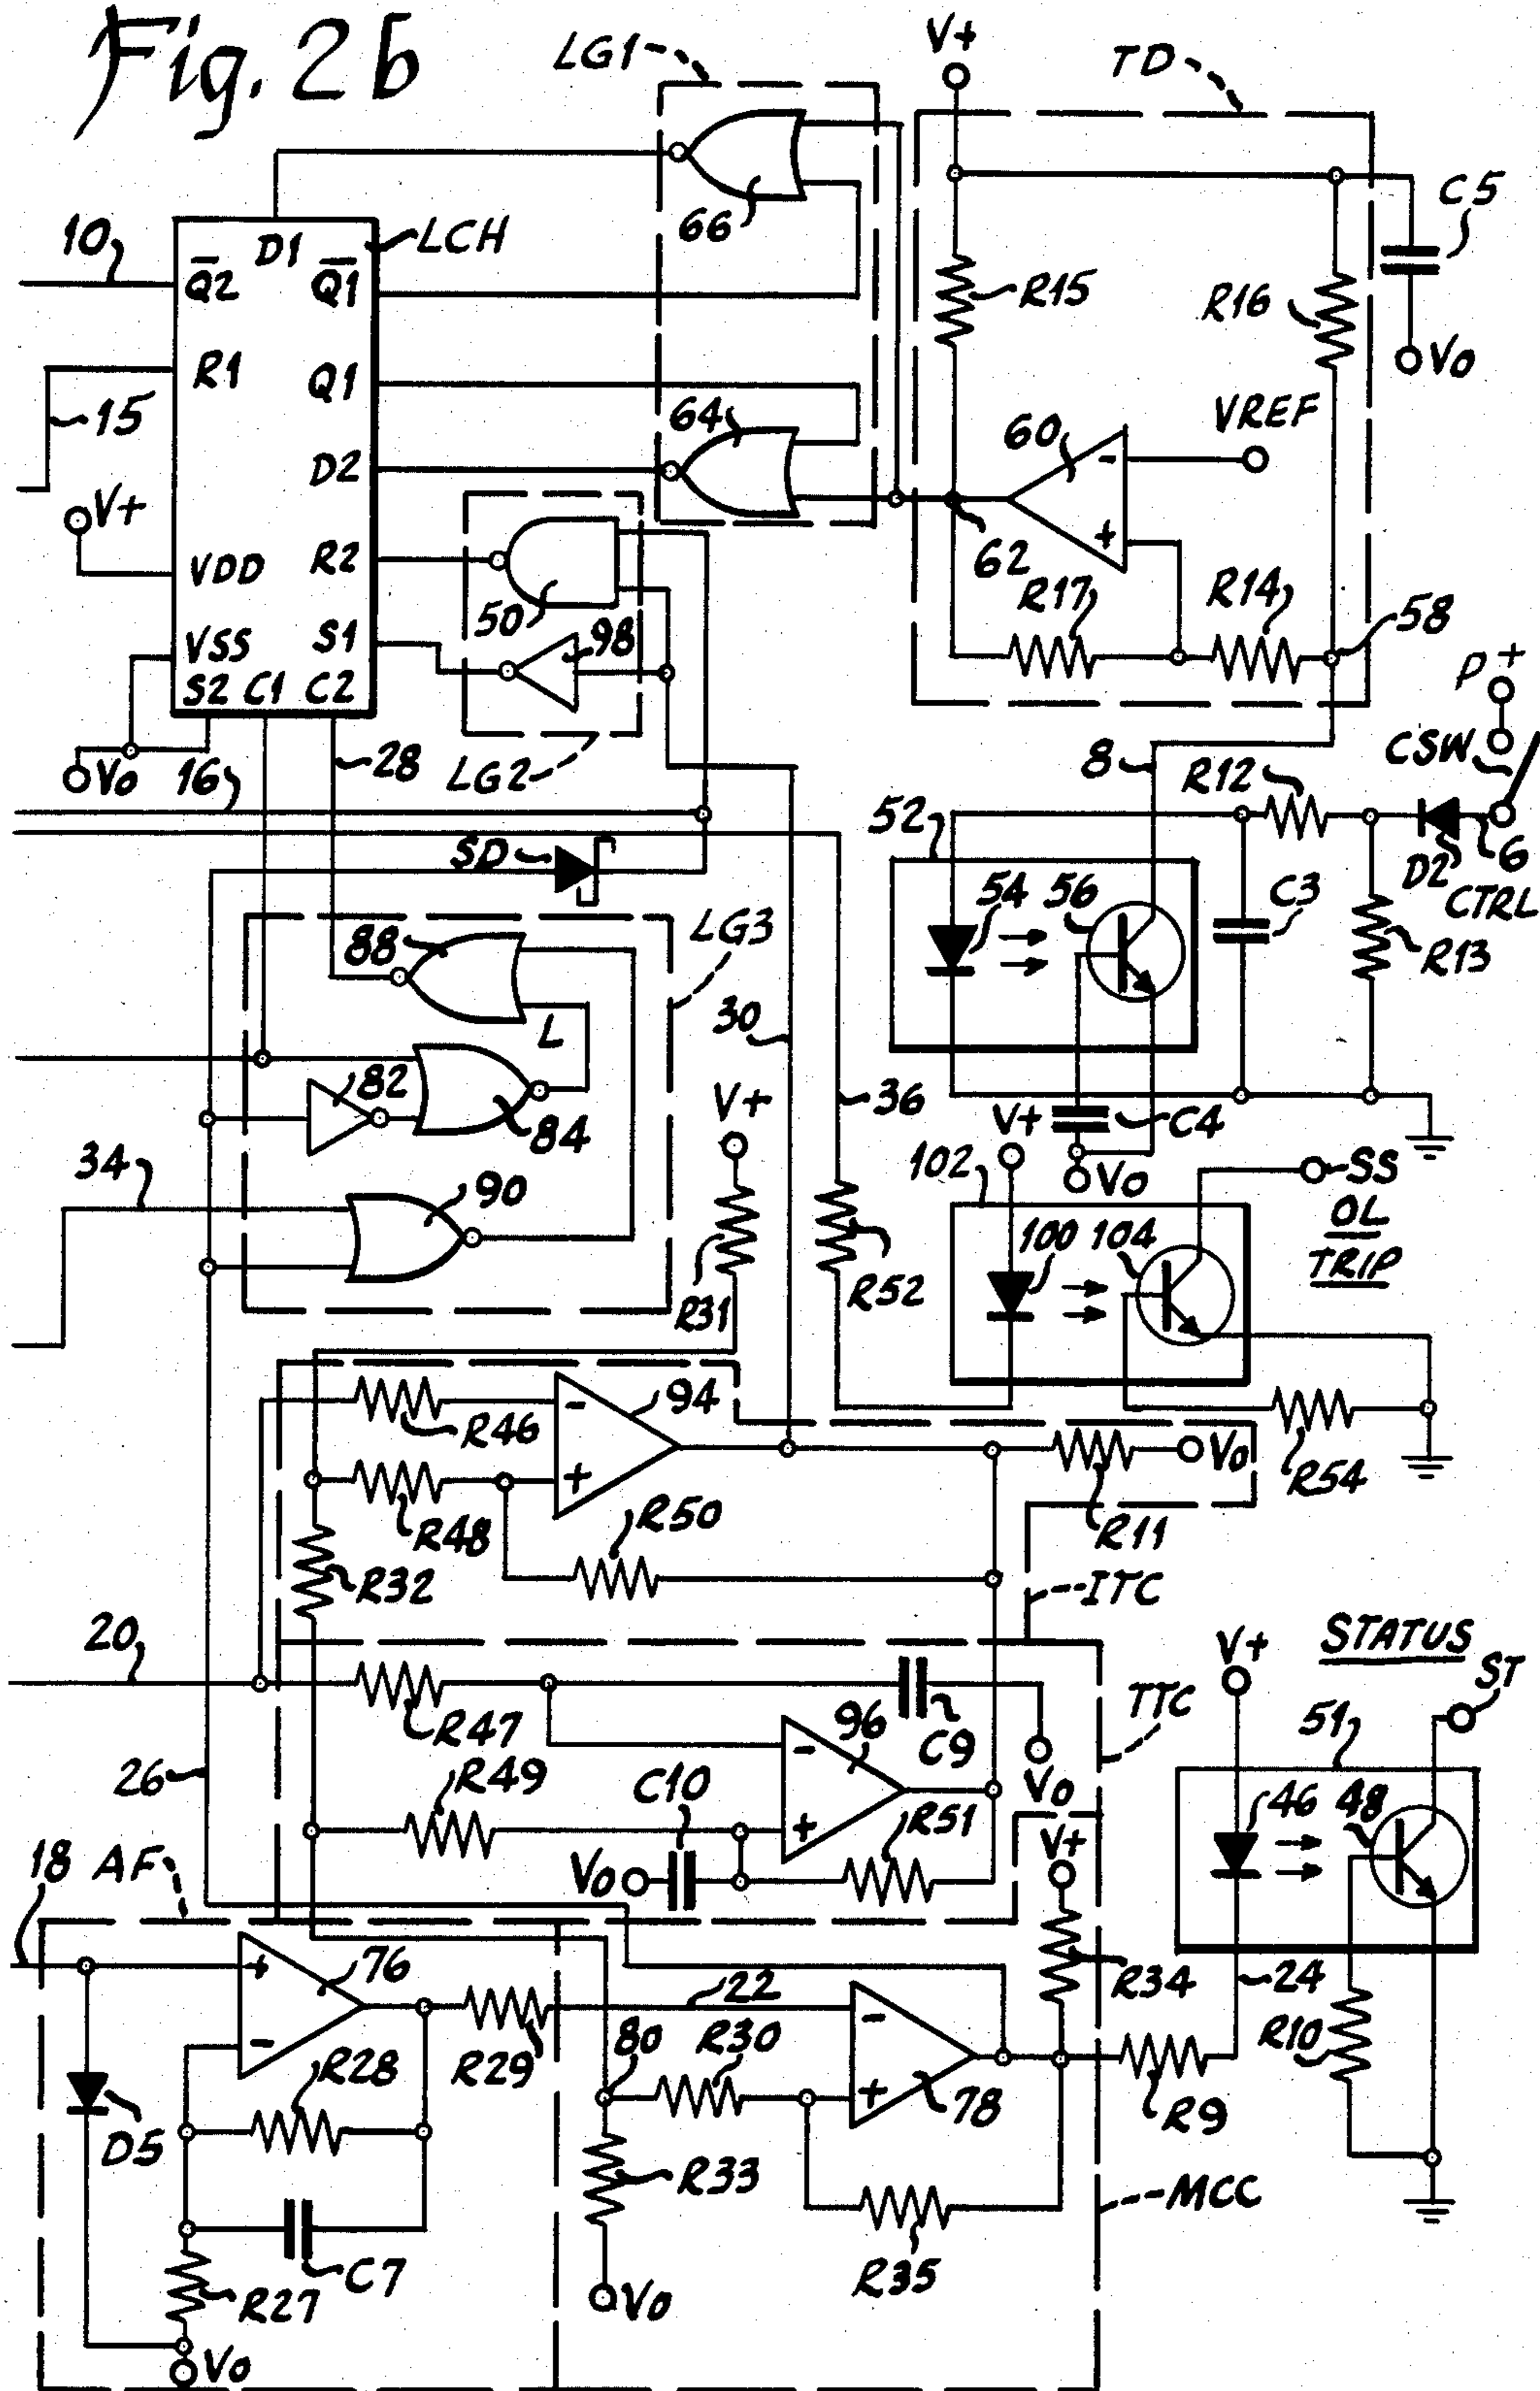 Fig. 2b
LG1
V+
TD
66
C5
10
D1
LCH
Q̅2
Q̅1
R15
R16
Vo
R1
Q1
15
64
60
VREF
-
D2
V+
+
62
VDD
R2
50
R17
R14
58
VSS
S1
98
P+
S2 C1 C2
CSW
Vo
16
28
LG2
8
R12
52
SD
D2
6
CTRL
54
56
C3
R13
88
LG3
L
30
82
84
V+
36
V+
C4
34
102
Vo
SS
90
OL
TRIP
100
104
R31
R52
-
94
R46
+
Vo
R54
R48
R50
R11
R32
ITC
20
STATUS
V+
ST
R47
TTC
C9
96
-
51
26
R49
C10
Vo
46
48
+
R51
V+
Vo
18
AF
76
+
R34
24
22
-
R10
80
R30
R29
-
R28
+
78
R9
D5
R33
MCC
R35
C7
R27
Vo
Vo